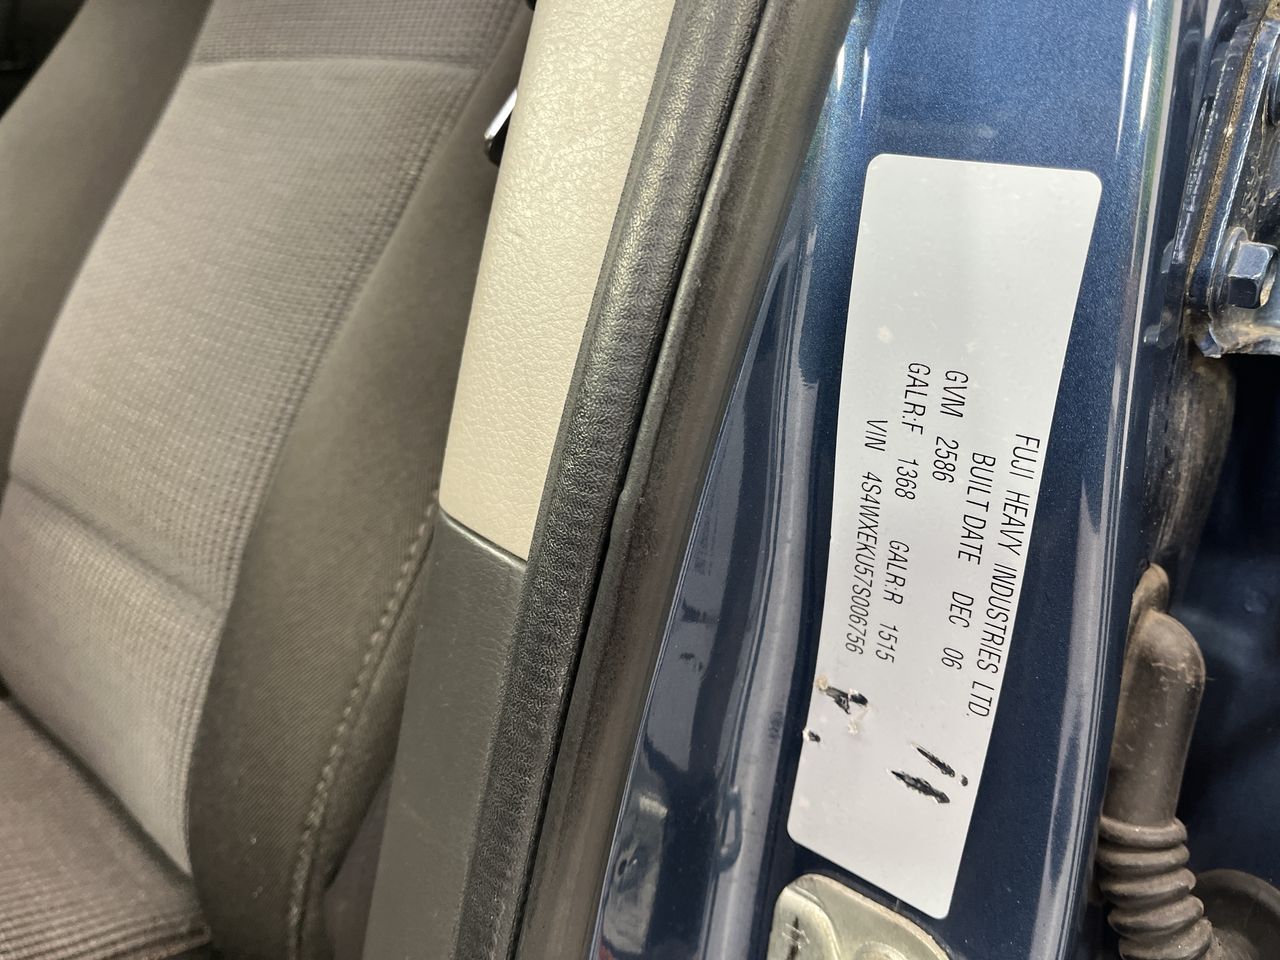 FUJI HEAVY INDUSTRIES LTD.
BUILT DATE DEC 06
GVM 2586
GALR:F 1368 GALR:R 1515
VIN 4S4WXEKU57S006756